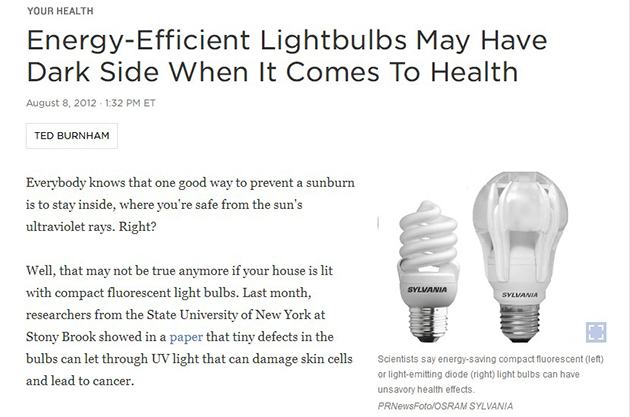 YOUR HEALTH
Energy-Efficient Lightbulbs May Have
Dark Side When It Comes To Health
August 8, 2012 · 1:32 PM ET
TED BURNHAM
Everybody knows that one good way to prevent a sunburn
is to stay inside, where you're safe from the sun's
ultraviolet rays. Right?
Well, that may not be true anymore if your house is lit
with compact fluorescent light bulbs. Last month,
researchers from the State University of New York at
Stony Brook showed in a paper that tiny defects in the
bulbs can let through UV light that can damage skin cells
and lead to cancer.
SYLVANIA
SYLVANIA
Scientists say energy-saving compact fluorescent (left)
or light-emitting diode (right) light bulbs can have
unsavory health effects.
PRNewsFoto/OSRAM SYLVANIA